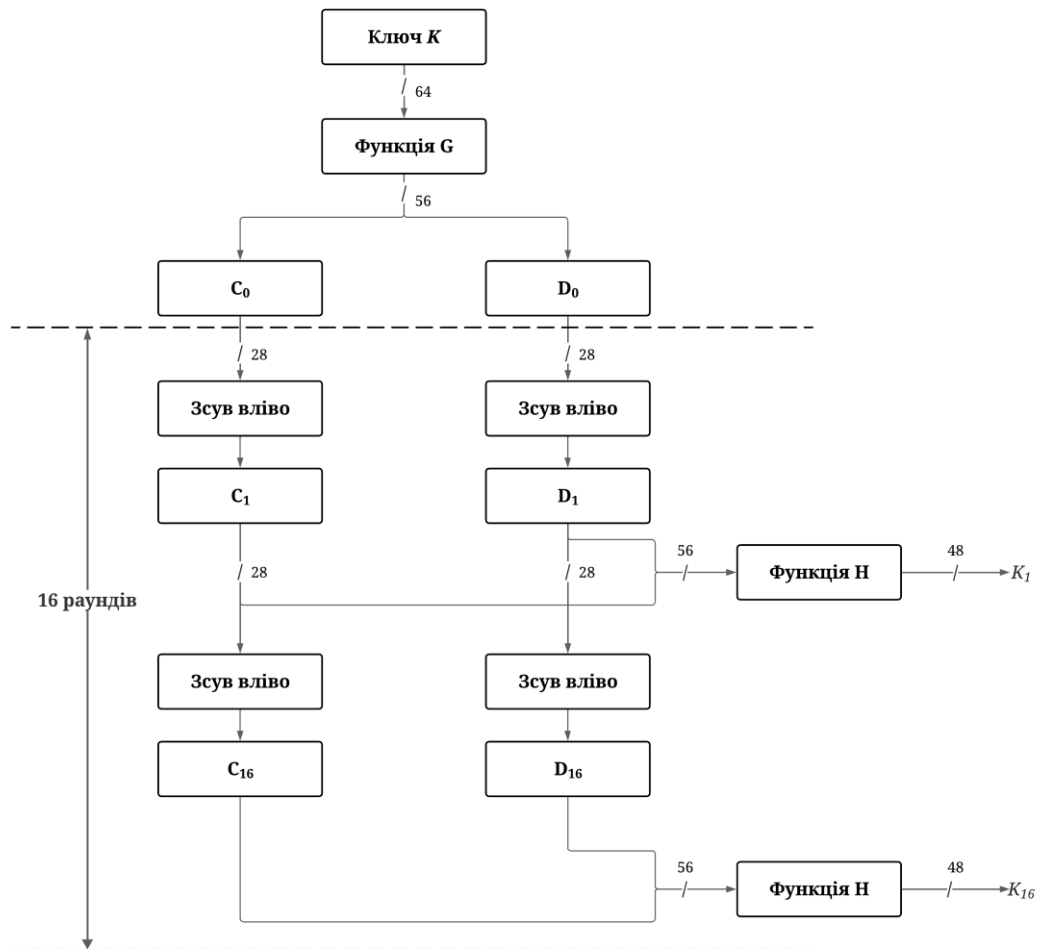 Ключ K
64
Функція G
56
C₀
D₀
28
28
Зсув вліво
Зсув вліво
C₁
D₁
56
48
28
28
Функція H
K₁
16 раундів
Зсув вліво
Зсув вліво
C₁₆
D₁₆
56
48
Функція H
K₁₆